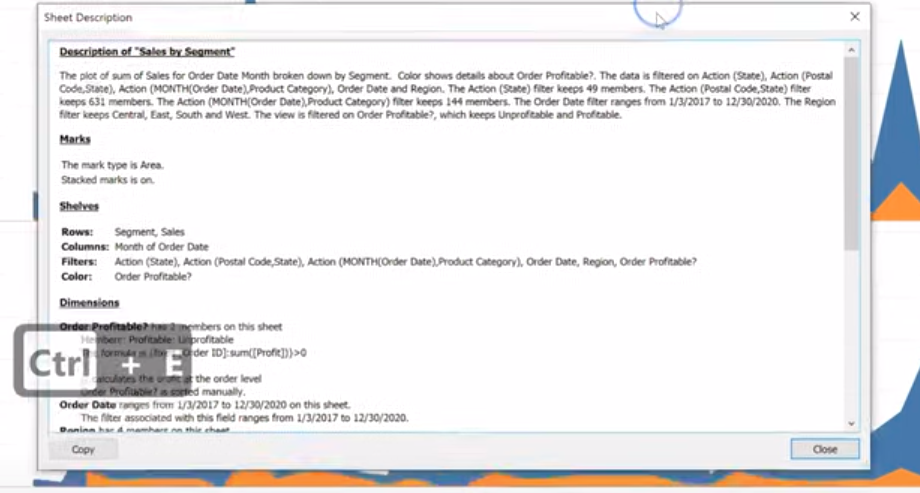 Sheet Description
Description of "Sales by Segment"
The plot of sum of Sales for Order Date Month broken down by Segment. Color shows details about Order Profitable?. The data is filtered on Action (State), Action (Postal
Code,State), Action (MONTH(Order Date),Product Category), Order Date and Region. The Action (State) filter keeps 49 members. The Action (Postal Code,State) filter
keeps 631 members. The Action (MONTH(Order Date),Product Category) filter keeps 144 members. The Order Date filter ranges from 1/3/2017 to 12/30/2020. The Region
filter keeps Central, East, South and West. The view is filtered on Order Profitable?, which keeps Unprofitable and Profitable.
Marks
The mark type is Area.
Stacked marks is on.
Shelves
Rows: Segment, Sales
Columns: Month of Order Date
Filters: Action (State), Action (Postal Code,State), Action (MONTH(Order Date),Product Category), Order Date, Region, Order Profitable?
Color: Order Profitable?
Dimensions
Order Profitable? has 2 members on this sheet
Members: Profitable; Unprofitable
The formula is Order ID]:sum([Profit])}>0
calculates the profit at the order level
Order Profitable? is sorted manually.
Ctrl + E
Order Date ranges from 1/3/2017 to 12/30/2020 on this sheet.
The filter associated with this field ranges from 1/3/2017 to 12/30/2020.
Region has 4 members on this sheet
Copy
Close